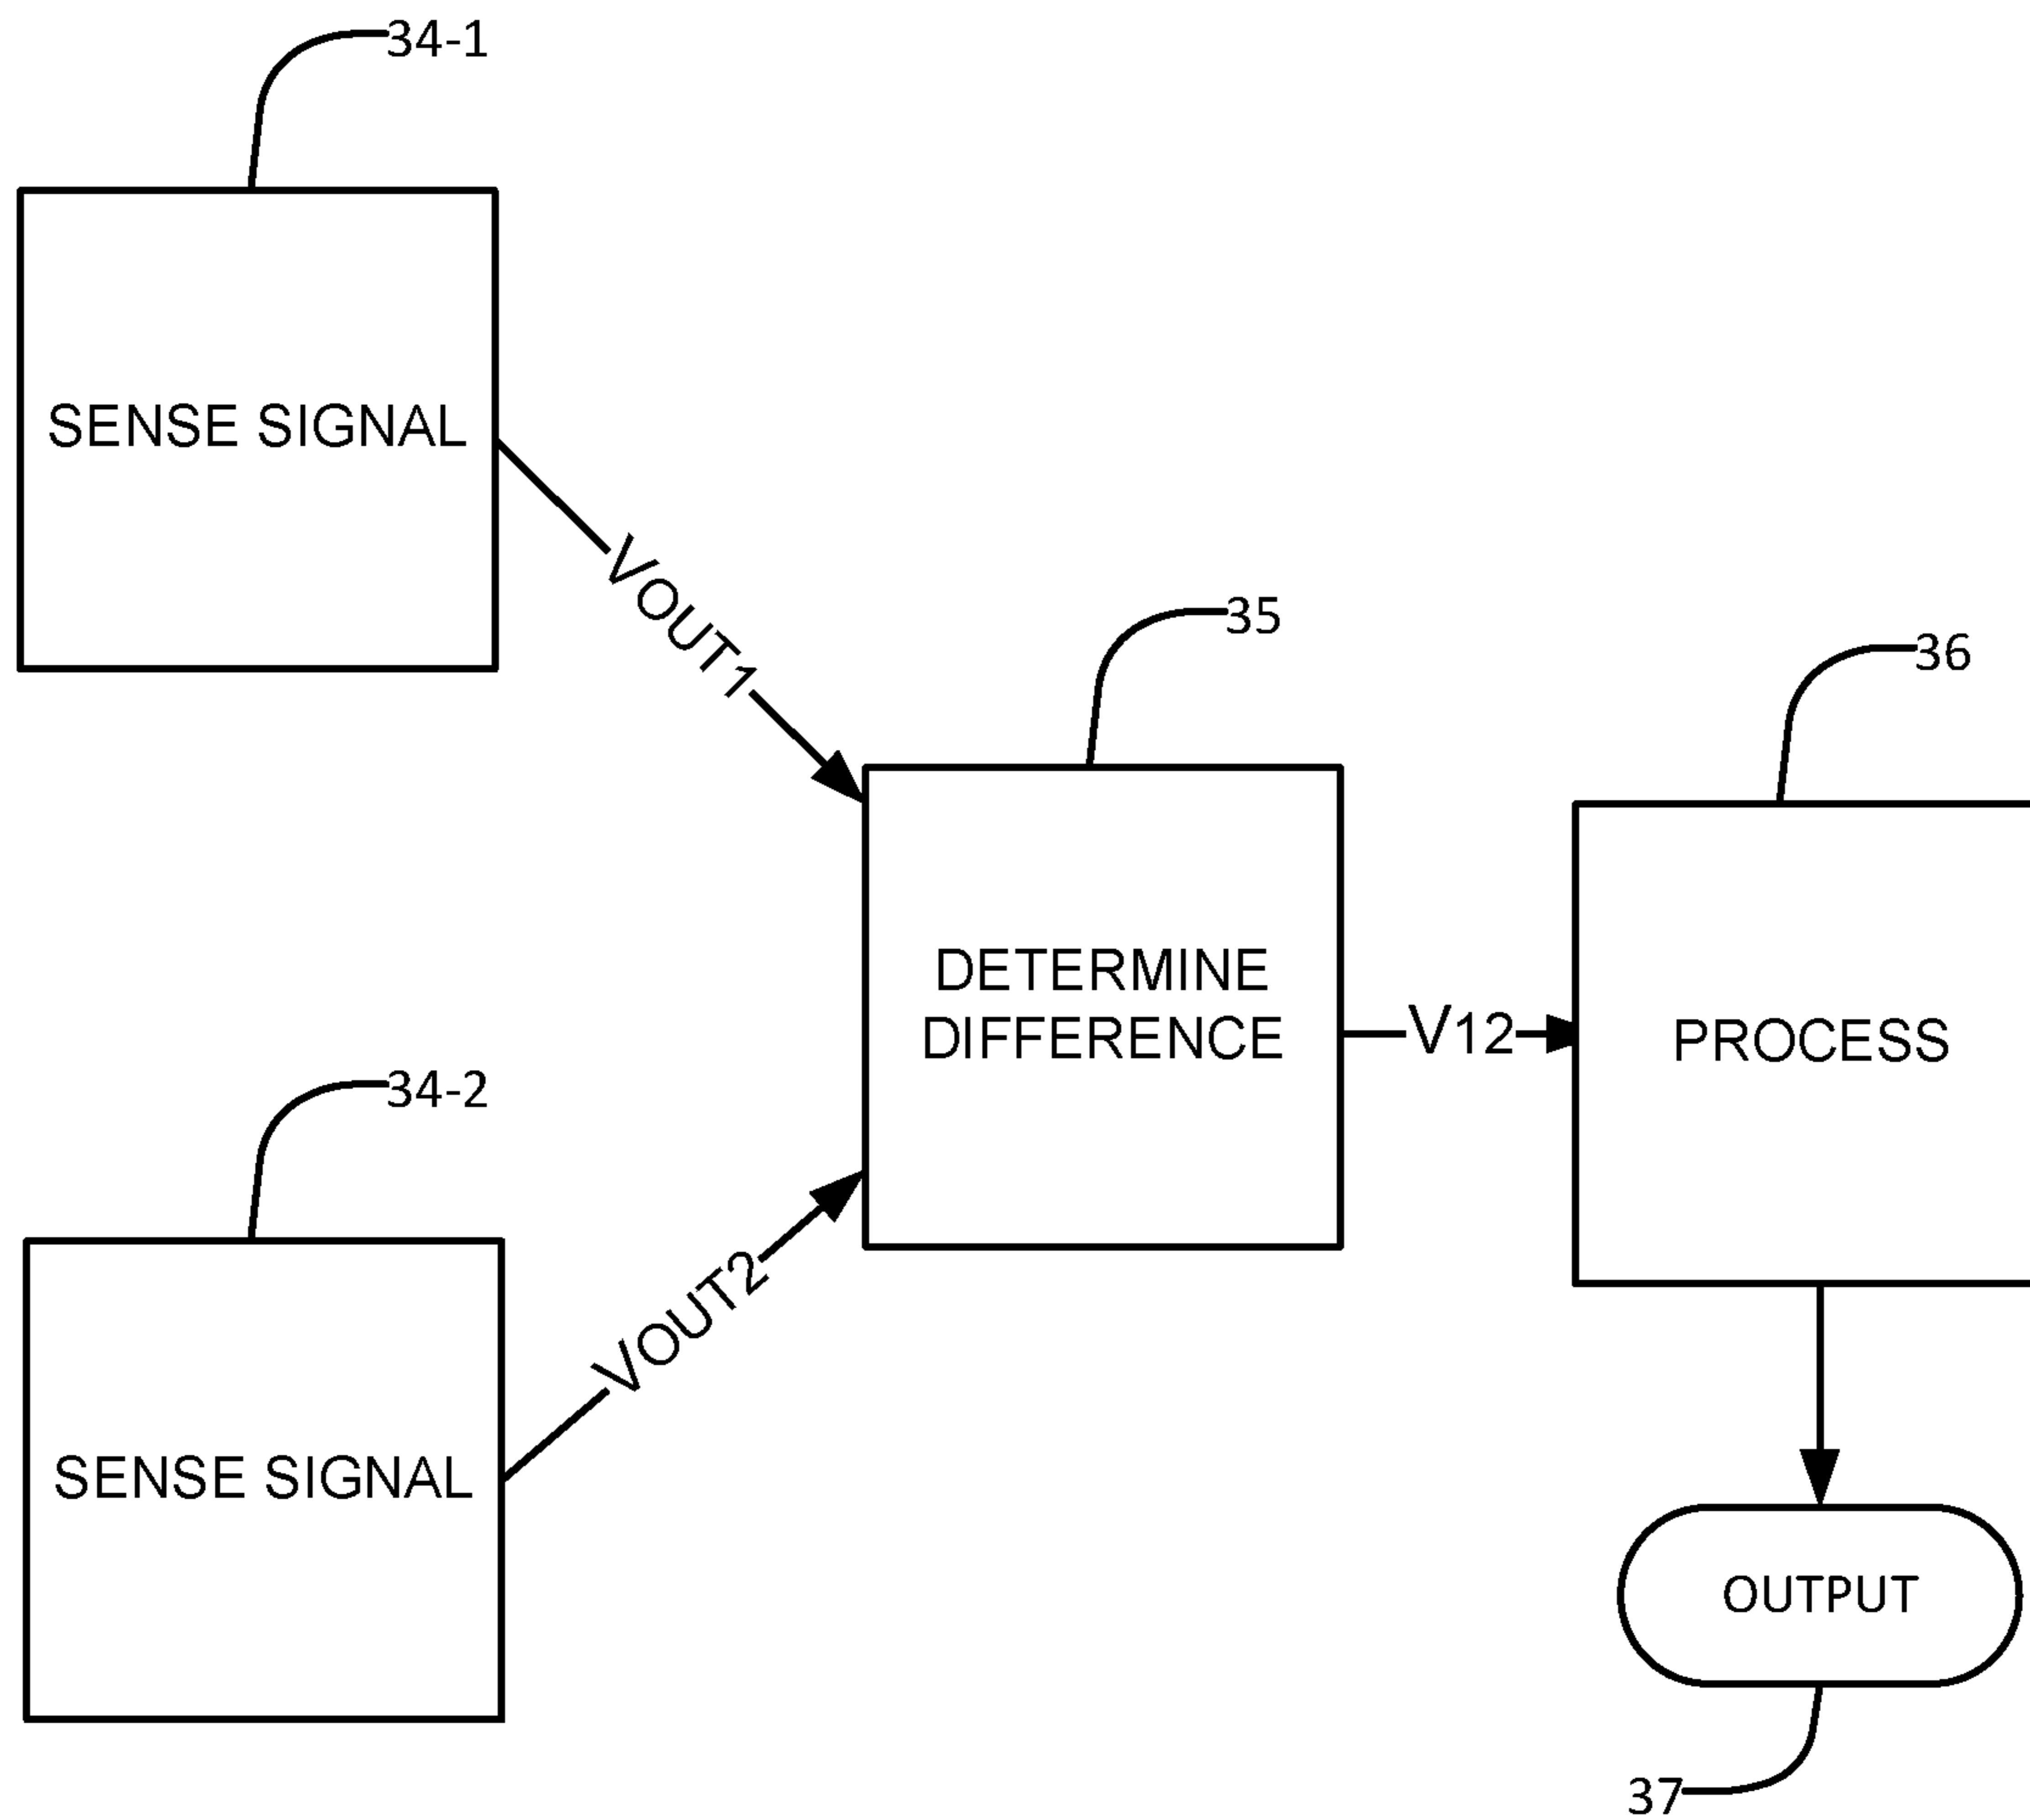 34-1
SENSE SIGNAL
VOUT1
35
36
DETERMINE
DIFFERENCE
V12
PROCESS
34-2
SENSE SIGNAL
VOUT2
OUTPUT
37